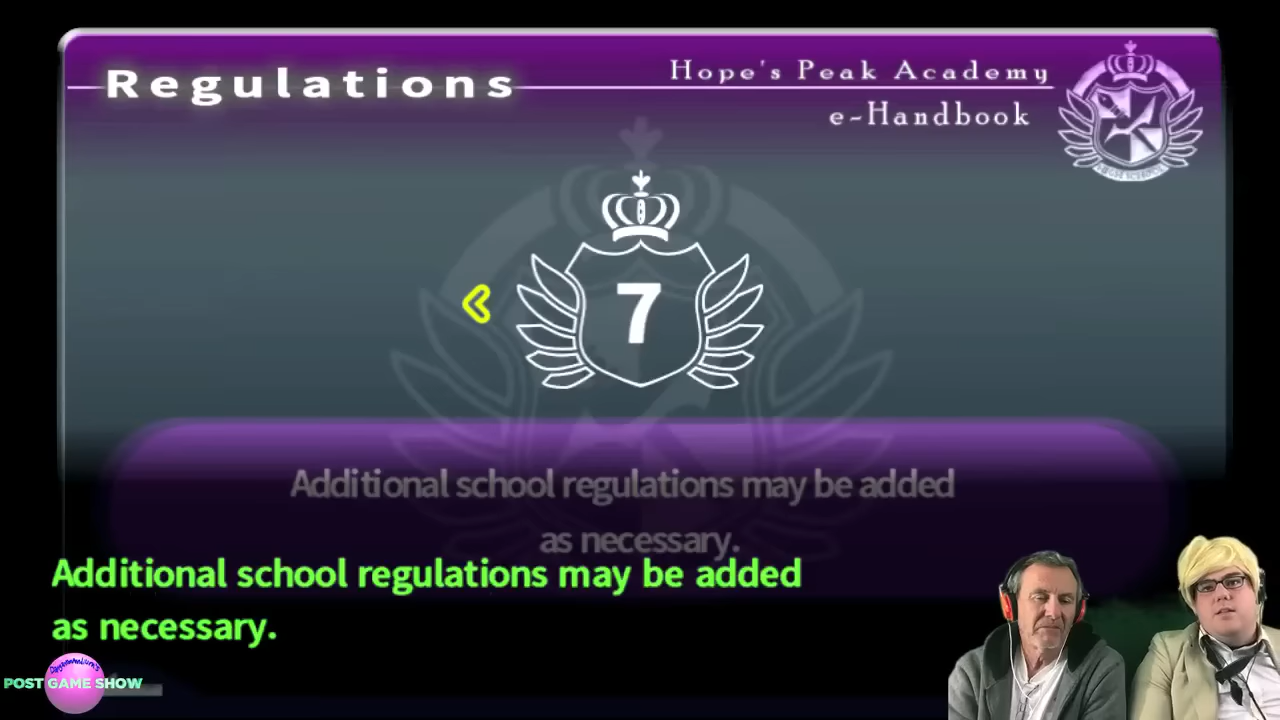 Regulations
Hope's Peak Academy
e-Handbook
7
Additional school regulations may be added
as necessary.
Additional school regulations may be added
as necessary.
POST GAME SHOW